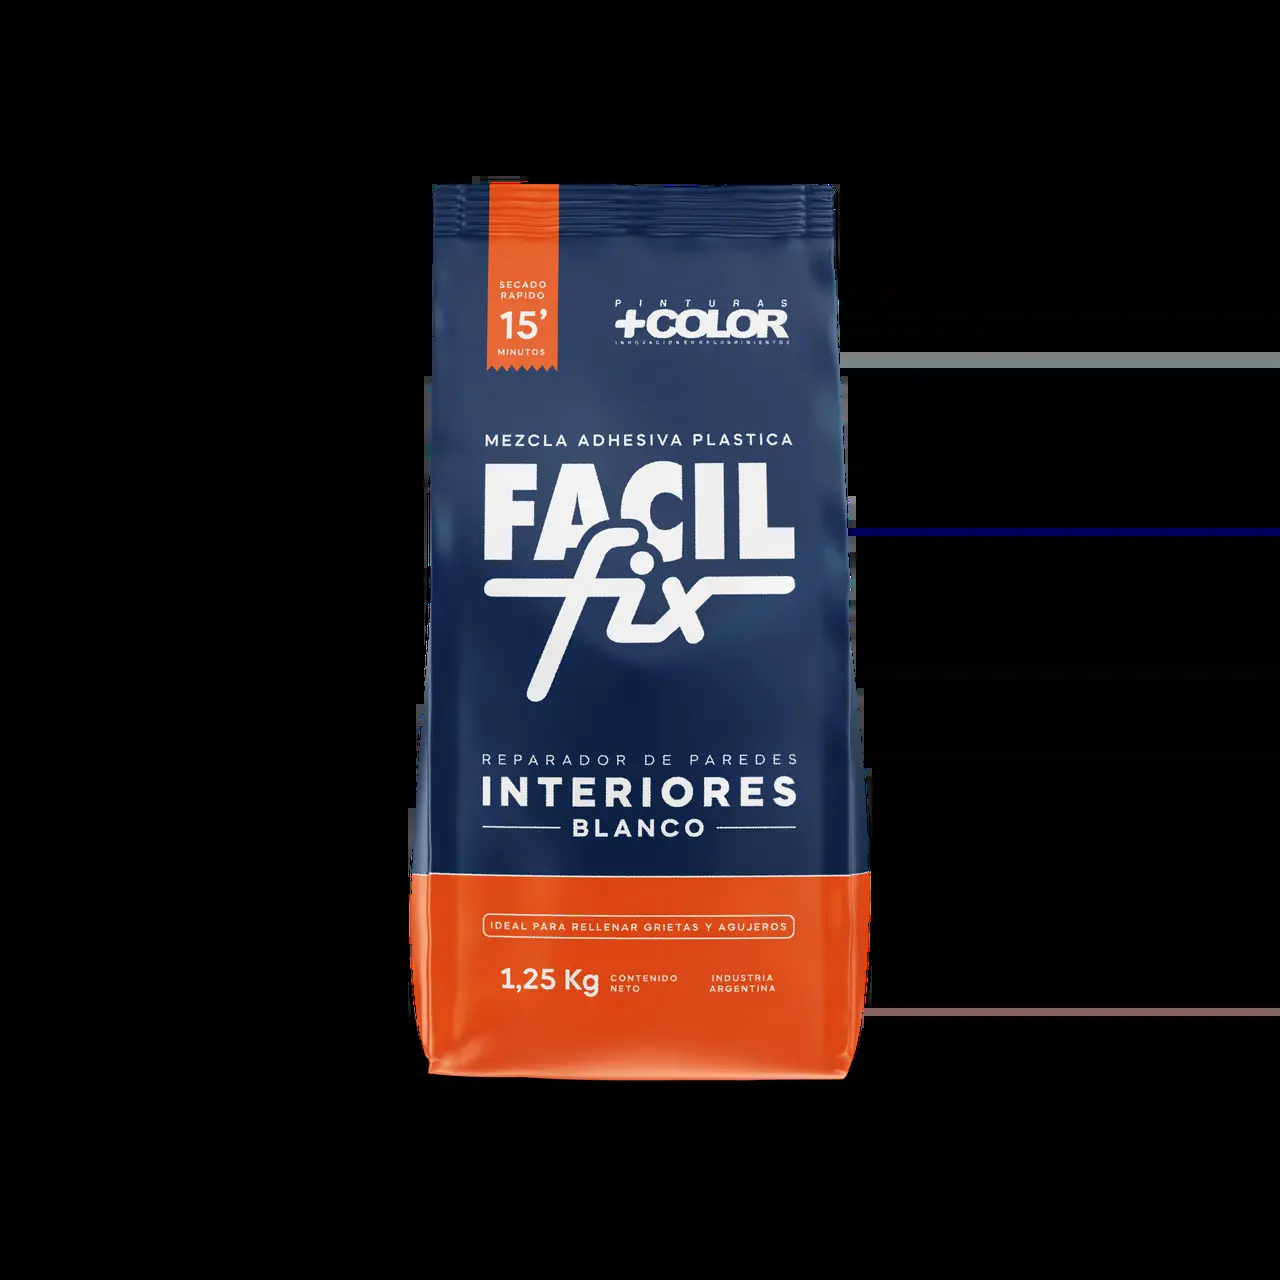 SECADO
RAPIDO
15’
MINUTOS
PINTURAS
+COLOR
INNOVACIÓN EN RECUBRIMIENTOS
MEZCLA ADHESIVA PLASTICA
FACIL
fix
REPARADOR DE PAREDES
INTERIORES
BLANCO
IDEAL PARA RELLENAR GRIETAS Y AGUJEROS
1,25 Kg
CONTENIDO
NETO
INDUSTRIA
ARGENTINA